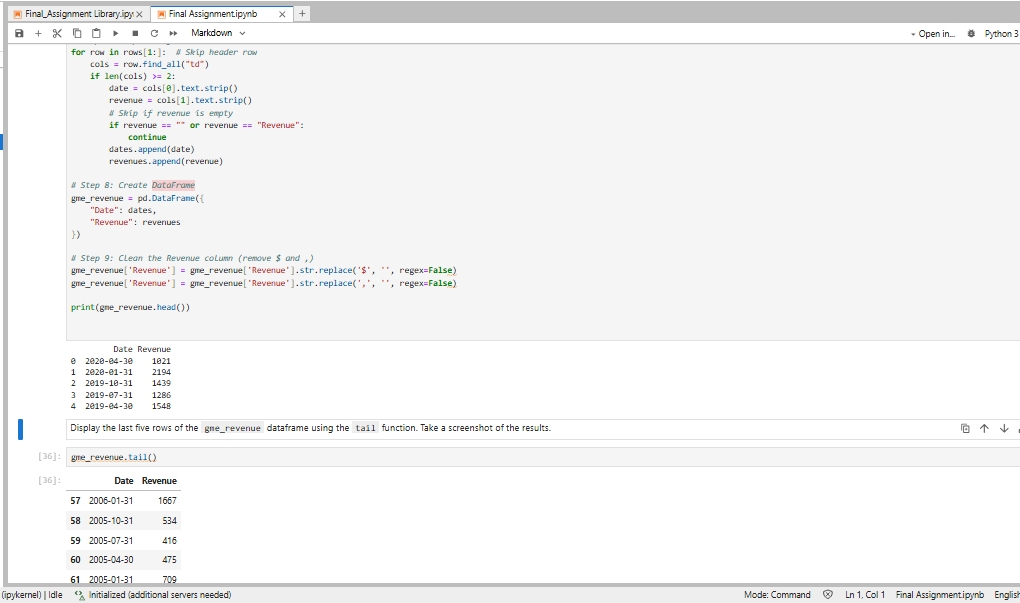 Final_Assignment Library.ipy × Final Assignment.ipynb × +
Markdown Open in... Python 3
for row in rows[1:]: # Skip header row
cols = row.find_all("td")
if len(cols) >= 2:
date = cols[0].text.strip()
revenue = cols[1].text.strip()
# Skip if revenue is empty
if revenue == "" or revenue == "Revenue":
continue
dates.append(date)
revenues.append(revenue)
# Step 8: Create DataFrame
gme_revenue = pd.DataFrame({
"Date": dates,
"Revenue": revenues
})
# Step 9: Clean the Revenue column (remove $ and ,)
gme_revenue['Revenue'] = gme_revenue['Revenue'].str.replace('$', '', regex=False)
gme_revenue['Revenue'] = gme_revenue['Revenue'].str.replace(',', '', regex=False)
print(gme_revenue.head())
Date Revenue
0 2020-04-30 1021
1 2020-01-31 2194
2 2019-10-31 1439
3 2019-07-31 1286
4 2019-04-30 1548
Display the last five rows of the gme_revenue dataframe using the tail function. Take a screenshot of the results.
[36]: gme_revenue.tail()
[36]: Date Revenue
57 2006-01-31 1667
58 2005-10-31 534
59 2005-07-31 416
60 2005-04-30 475
61 2005-01-31 709
(ipykernel) | Idle Initialized (additional servers needed) Mode: Command Ln 1, Col 1 Final Assignment.ipynb English